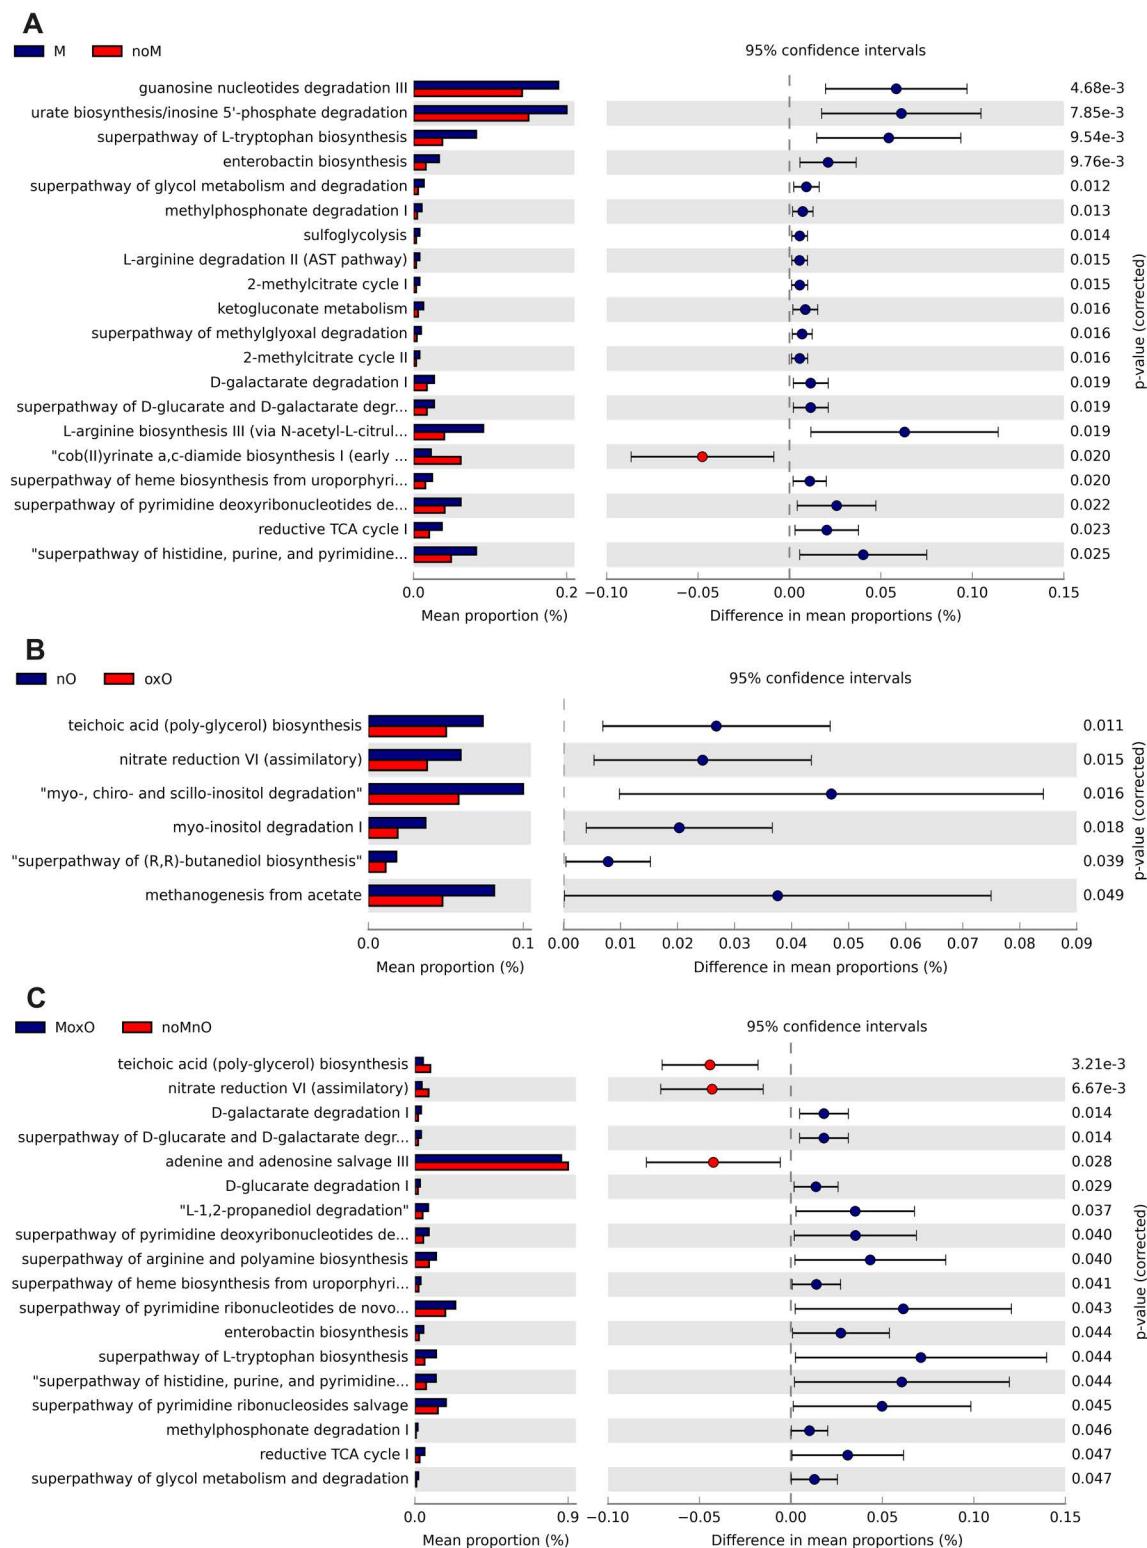 A
M noM 95% confidence intervals
guanosine nucleotides degradation III 4.68e-3
urate biosynthesis/inosine 5'-phosphate degradation 7.85e-3
superpathway of L-tryptophan biosynthesis 9.54e-3
enterobactin biosynthesis 9.76e-3
superpathway of glycol metabolism and degradation 0.012
methylphosphonate degradation I 0.013
sulfoglycolysis 0.014
L-arginine degradation II (AST pathway) 0.015
2-methylcitrate cycle I 0.015
ketogluconate metabolism 0.016
superpathway of methylglyoxal degradation 0.016
2-methylcitrate cycle II 0.016
D-galactarate degradation I 0.019
superpathway of D-glucarate and D-galactarate degr... 0.019
L-arginine biosynthesis III (via N-acetyl-L-citrul... 0.019
"cob(II)yrinate a,c-diamide biosynthesis I (early ... 0.020
superpathway of heme biosynthesis from uroporphyri... 0.020
superpathway of pyrimidine deoxyribonucleotides de... 0.022
reductive TCA cycle I 0.023
"superpathway of histidine, purine, and pyrimidine... 0.025
p-value (corrected)
0.0 0.2 −0.10 −0.05 0.00 0.05 0.10 0.15
Mean proportion (%) Difference in mean proportions (%)
B
nO oxO 95% confidence intervals
teichoic acid (poly-glycerol) biosynthesis 0.011
nitrate reduction VI (assimilatory) 0.015
"myo-, chiro- and scillo-inositol degradation" 0.016
myo-inositol degradation I 0.018
"superpathway of (R,R)-butanediol biosynthesis" 0.039
methanogenesis from acetate 0.049
p-value (corrected)
0.0 0.1 0.00 0.01 0.02 0.03 0.04 0.05 0.06 0.07 0.08 0.09
Mean proportion (%) Difference in mean proportions (%)
C
MoxO noMnO 95% confidence intervals
teichoic acid (poly-glycerol) biosynthesis 3.21e-3
nitrate reduction VI (assimilatory) 6.67e-3
D-galactarate degradation I 0.014
superpathway of D-glucarate and D-galactarate degr... 0.014
adenine and adenosine salvage III 0.028
D-glucarate degradation I 0.029
"L-1,2-propanediol degradation" 0.037
superpathway of pyrimidine deoxyribonucleotides de... 0.040
superpathway of arginine and polyamine biosynthesis 0.040
superpathway of heme biosynthesis from uroporphyri... 0.041
superpathway of pyrimidine ribonucleotides de novo... 0.043
enterobactin biosynthesis 0.044
superpathway of L-tryptophan biosynthesis 0.044
"superpathway of histidine, purine, and pyrimidine... 0.044
superpathway of pyrimidine ribonucleosides salvage 0.045
methylphosphonate degradation I 0.046
reductive TCA cycle I 0.047
superpathway of glycol metabolism and degradation 0.047
p-value (corrected)
0.0 0.9 −0.10 −0.05 0.00 0.05 0.10 0.15
Mean proportion (%) Difference in mean proportions (%)